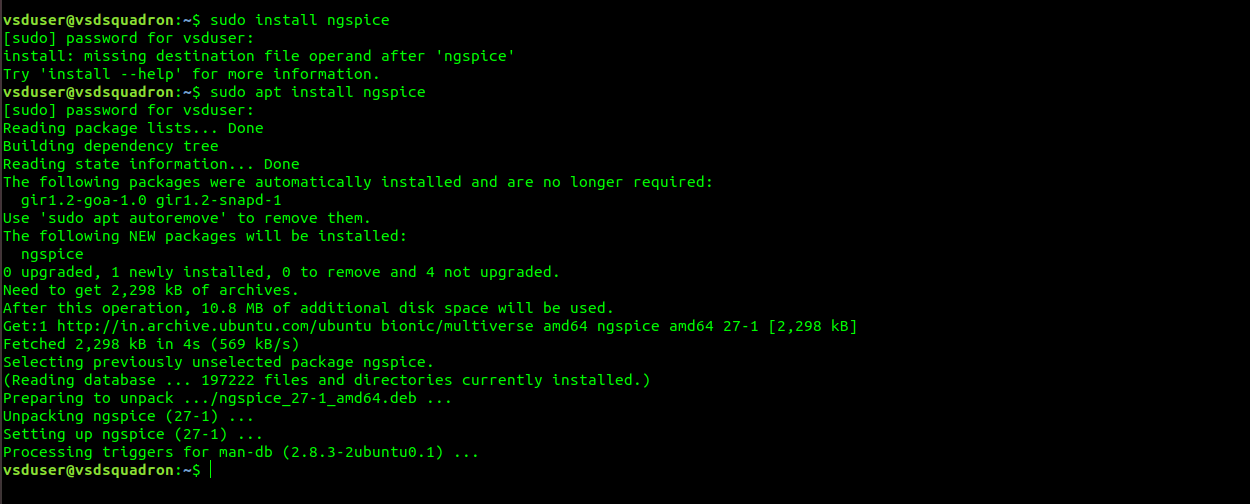 vsduser@vsdsquadron:~$ sudo install ngspice
[sudo] password for vsduser:
install: missing destination file operand after 'ngspice'
Try 'install --help' for more information.
vsduser@vsdsquadron:~$ sudo apt install ngspice
[sudo] password for vsduser:
Reading package lists... Done
Building dependency tree
Reading state information... Done
The following packages were automatically installed and are no longer required:
  gir1.2-goa-1.0 gir1.2-snapd-1
Use 'sudo apt autoremove' to remove them.
The following NEW packages will be installed:
  ngspice
0 upgraded, 1 newly installed, 0 to remove and 4 not upgraded.
Need to get 2,298 kB of archives.
After this operation, 10.8 MB of additional disk space will be used.
Get:1 http://in.archive.ubuntu.com/ubuntu bionic/multiverse amd64 ngspice amd64 27-1 [2,298 kB]
Fetched 2,298 kB in 4s (569 kB/s)
Selecting previously unselected package ngspice.
(Reading database ... 197222 files and directories currently installed.)
Preparing to unpack .../ngspice_27-1_amd64.deb ...
Unpacking ngspice (27-1) ...
Setting up ngspice (27-1) ...
Processing triggers for man-db (2.8.3-2ubuntu0.1) ...
vsduser@vsdsquadron:~$